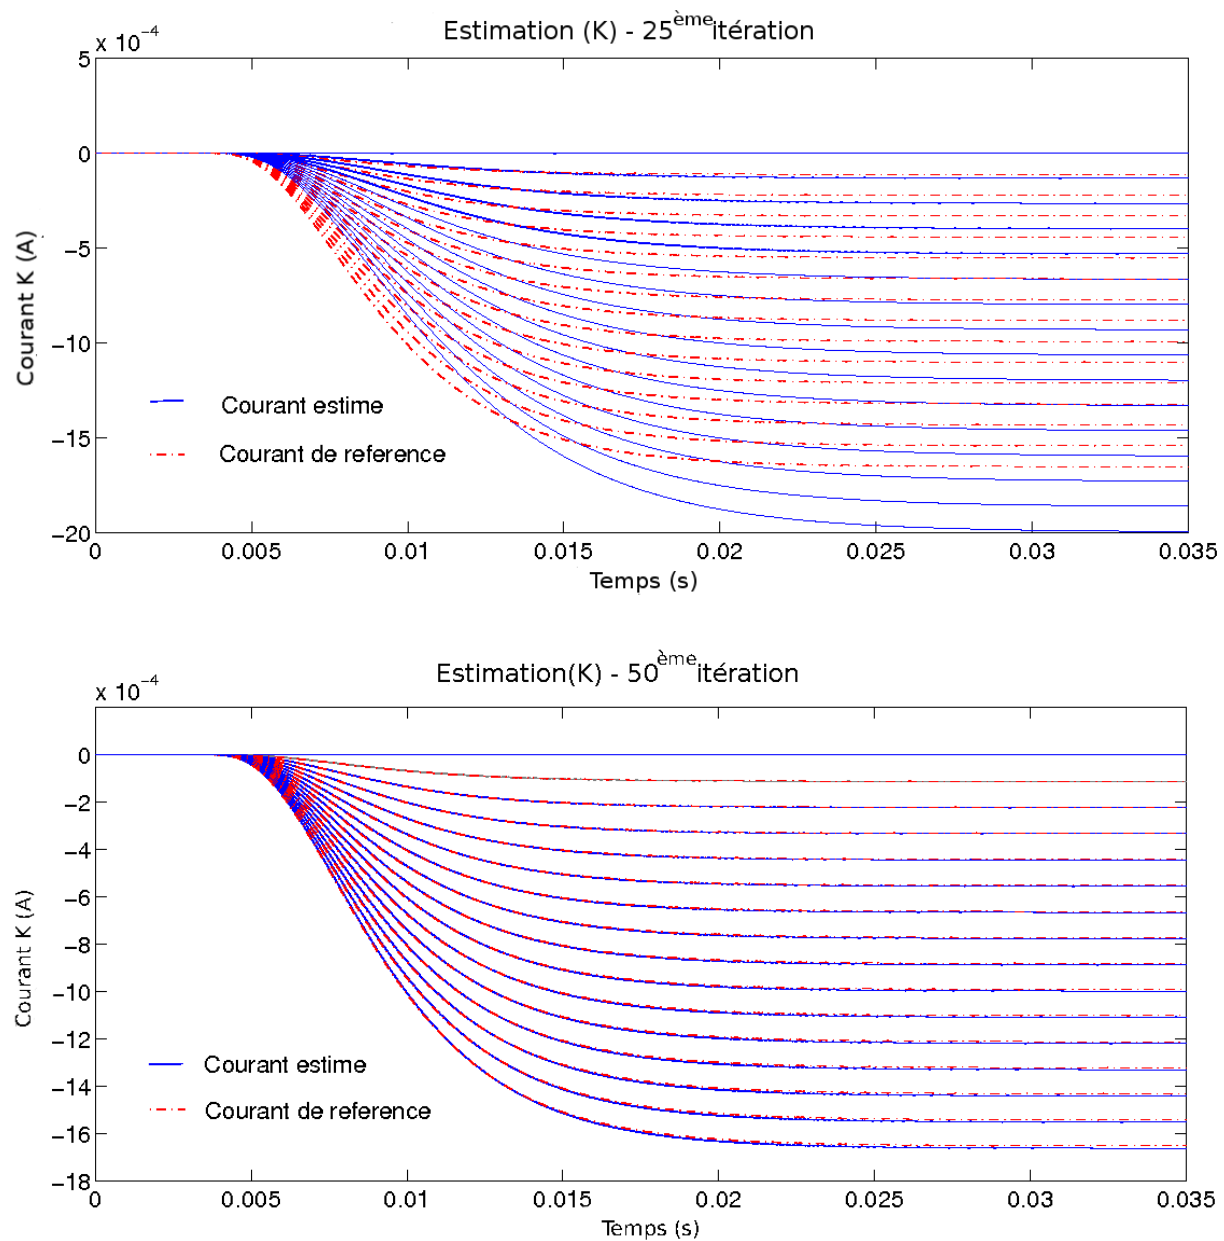 Estimation (K) - 25ème itération
x 10−4
5
0
−5
−10
−15
−20
Courant K (A)
Courant estime
Courant de reference
0 0.005 0.01 0.015 0.02 0.025 0.03 0.035
Temps (s)
Estimation(K) - 50ème itération
x 10−4
0
−2
−4
−6
−8
−10
−12
−14
−16
−18
Courant K (A)
Courant estime
Courant de reference
0 0.005 0.01 0.015 0.02 0.025 0.03 0.035
Temps (s)